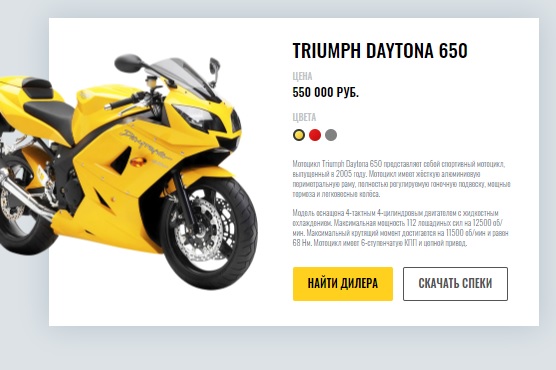 TRIUMPH DAYTONA 650
ЦЕНА
550 000 РУБ.
ЦВЕТА
Мотоцикл Triumph Daytona 650 представляет собой спортивный мотоцикл,
выпущенный в 2005 году. Мотоцикл имеет жёсткую алюминиевую
периметральную раму, полностью регулируемую гоночную подвеску, мощные
тормоза и легковесные колёса.
Модель оснащена 4-тактным 4-цилиндровым двигателем с жидкостным
охлаждением. Максимальная мощность 112 лошадиных сил на 12500 об/
мин. Максимальный крутящий момент достигается на 11500 об/мин и равен
68 Нм. Мотоцикл имеет 6-ступенчатую КПП и цепной привод.
НАЙТИ ДИЛЕРА
СКАЧАТЬ СПЕКИ
Daytona